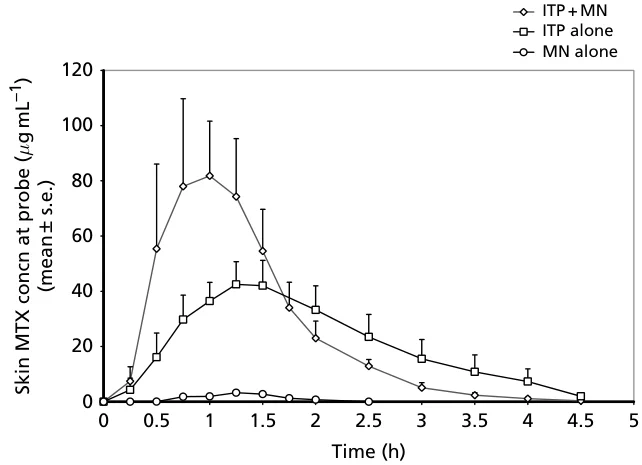 ITP + MN
ITP alone
MN alone
Skin MTX concn at probe (μg mL⁻¹)
(mean ± s.e.)
120
100
80
60
40
20
0
0 0.5 1 1.5 2 2.5 3 3.5 4 4.5 5
Time (h)